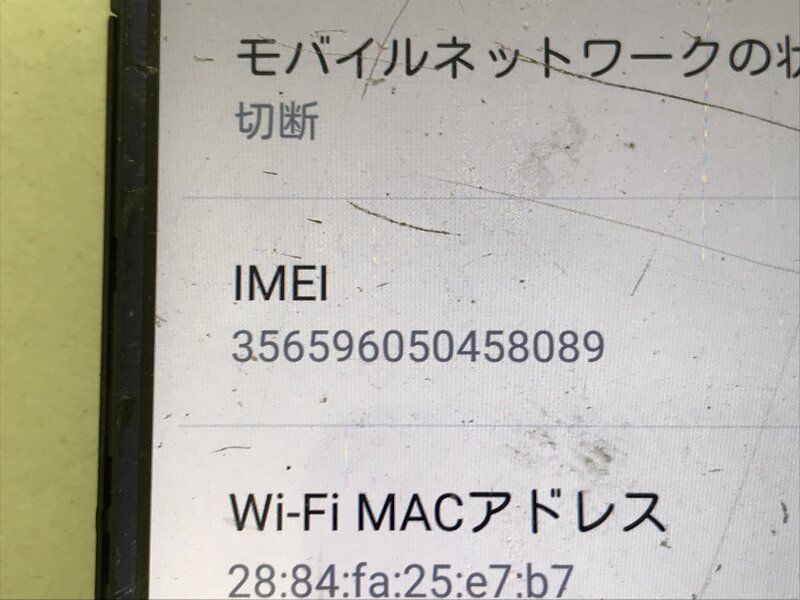 モバイルネットワークの状
切断
IMEI
356596050458089
Wi-Fi MACアドレス
28:84:fa:25:e7:b7